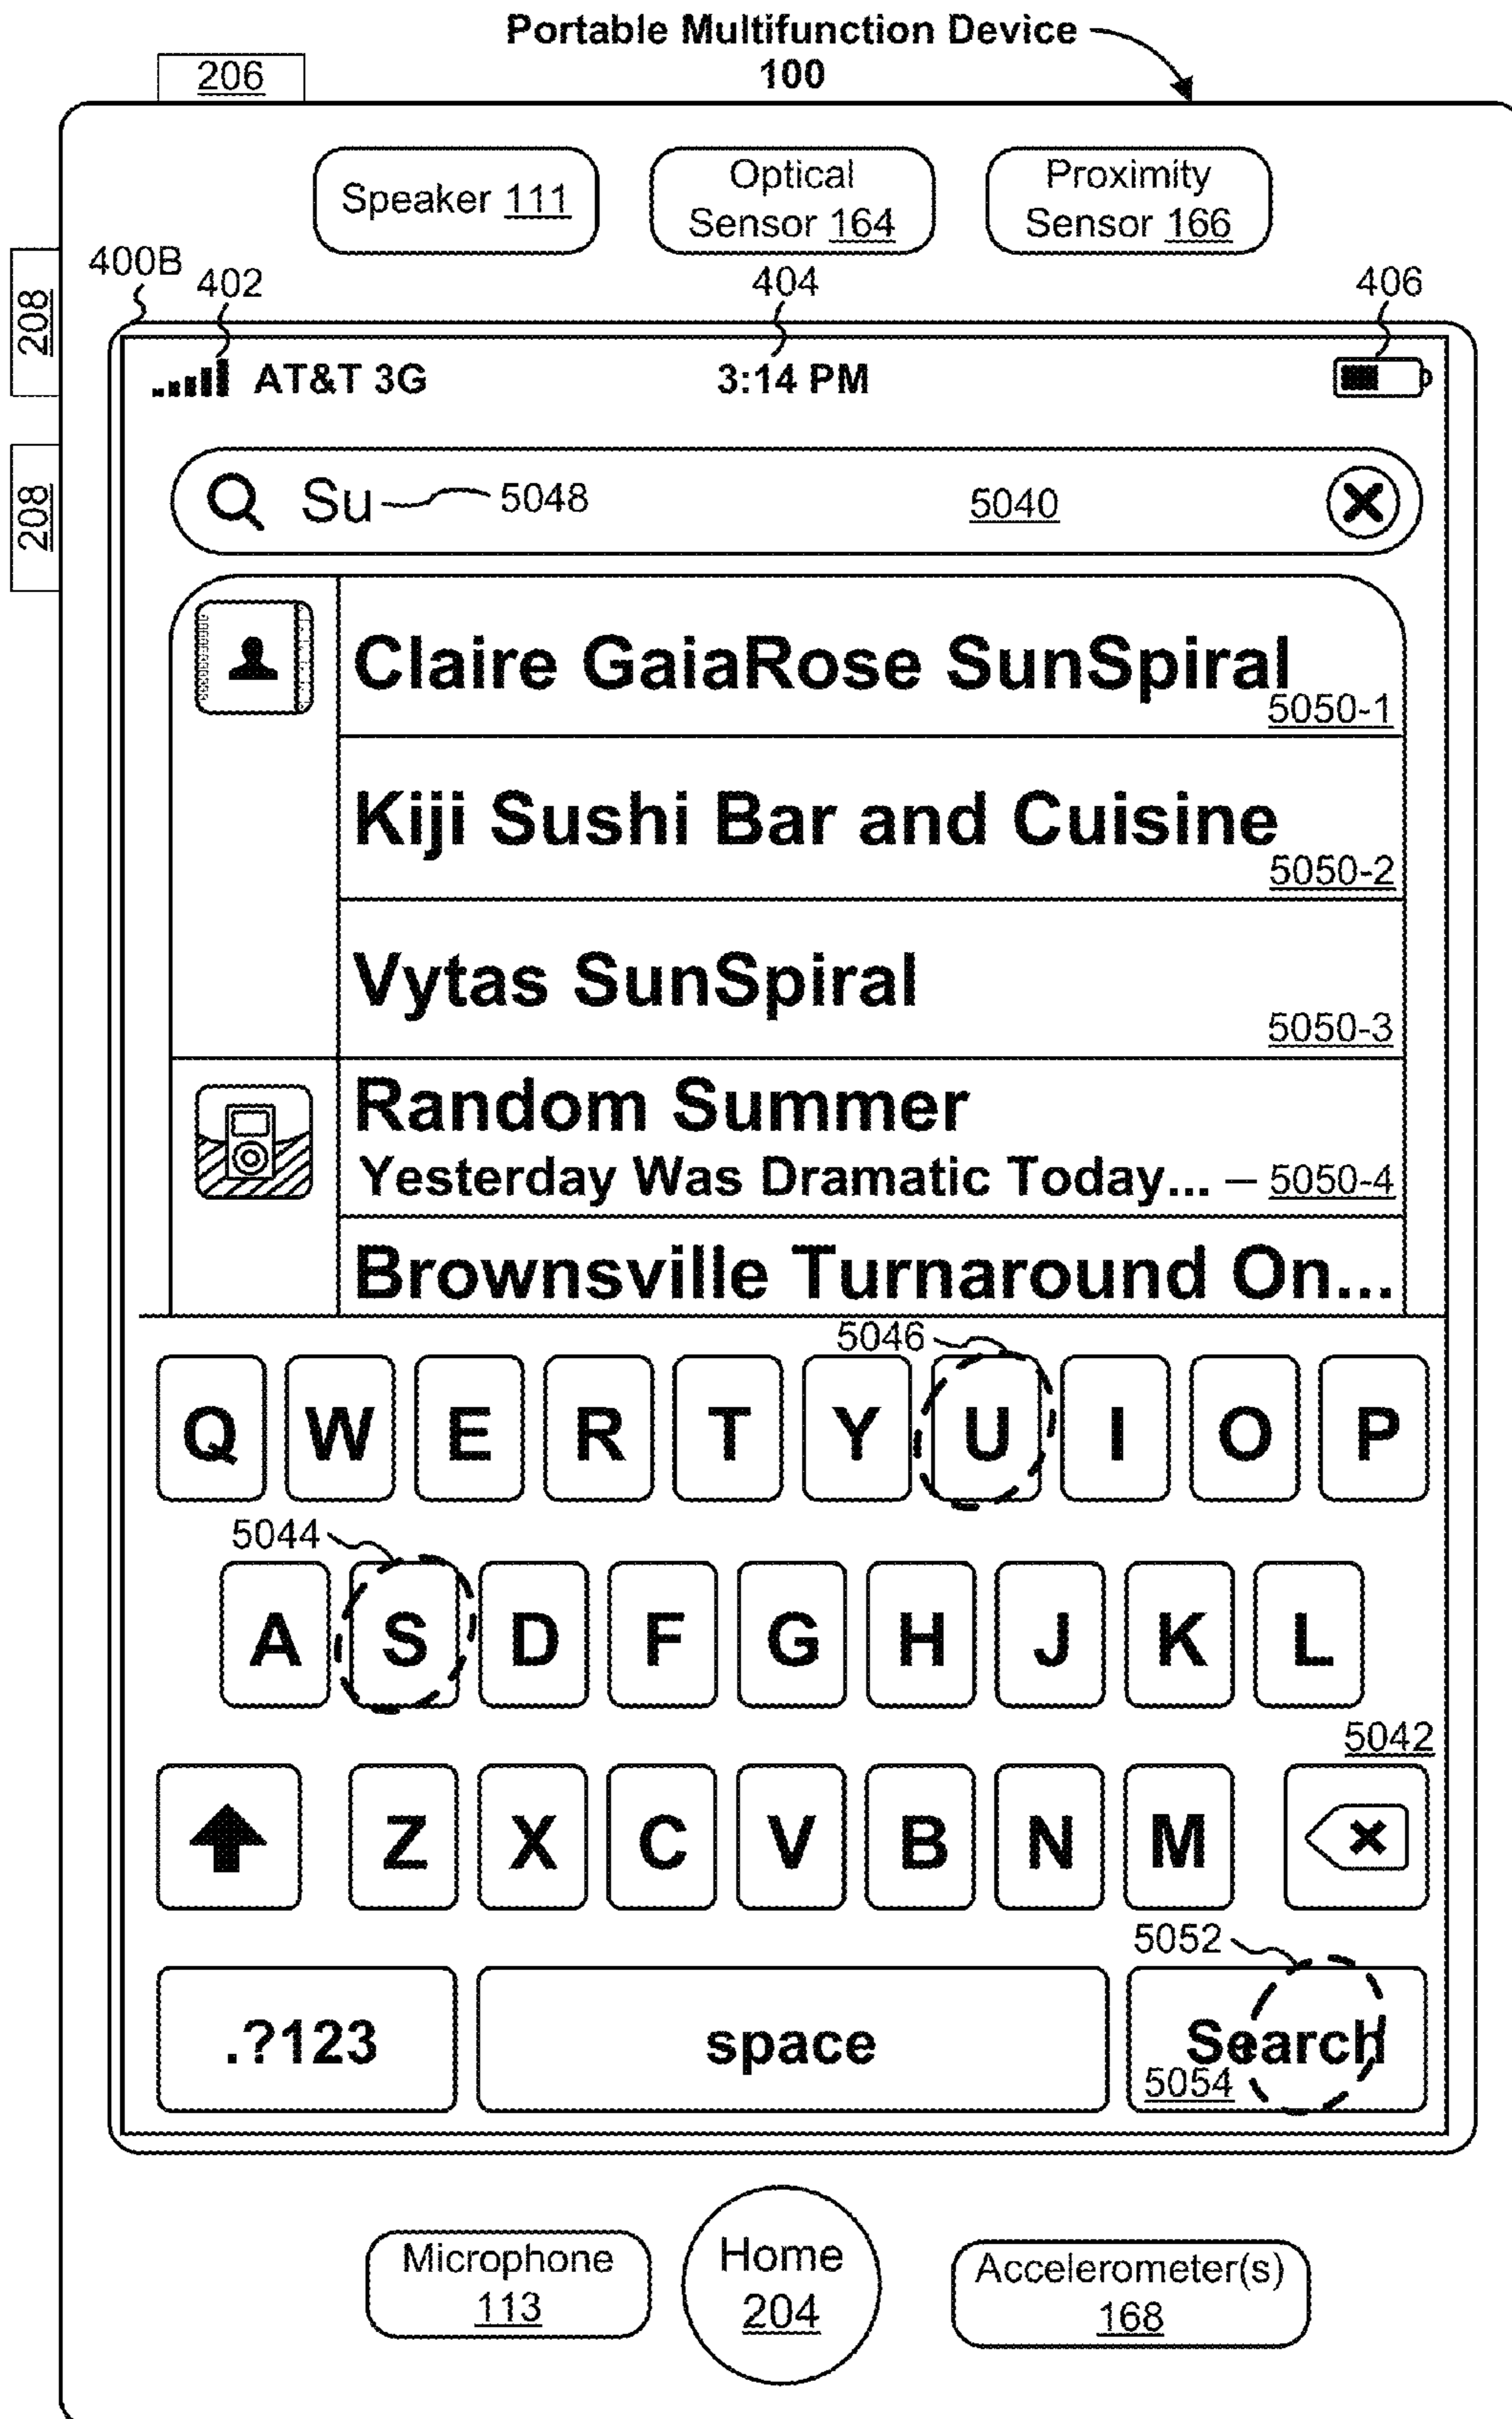 Portable Multifunction Device
100
206
Speaker 111
Optical
Sensor 164
Proximity
Sensor 166
208
208
400B
402
404
406
AT&T 3G 3:14 PM
Su 5048 5040
Claire GaiaRose SunSpiral
5050-1
Kiji Sushi Bar and Cuisine
5050-2
Vytas SunSpiral
5050-3
Random Summer
Yesterday Was Dramatic Today... – 5050-4
Brownsville Turnaround On...
5046
Q W E R T Y U I O P
5044
A S D F G H J K L
5042
Z X C V B N M
5052
.?123 space Search
5054
Microphone
113
Home
204
Accelerometer(s)
168